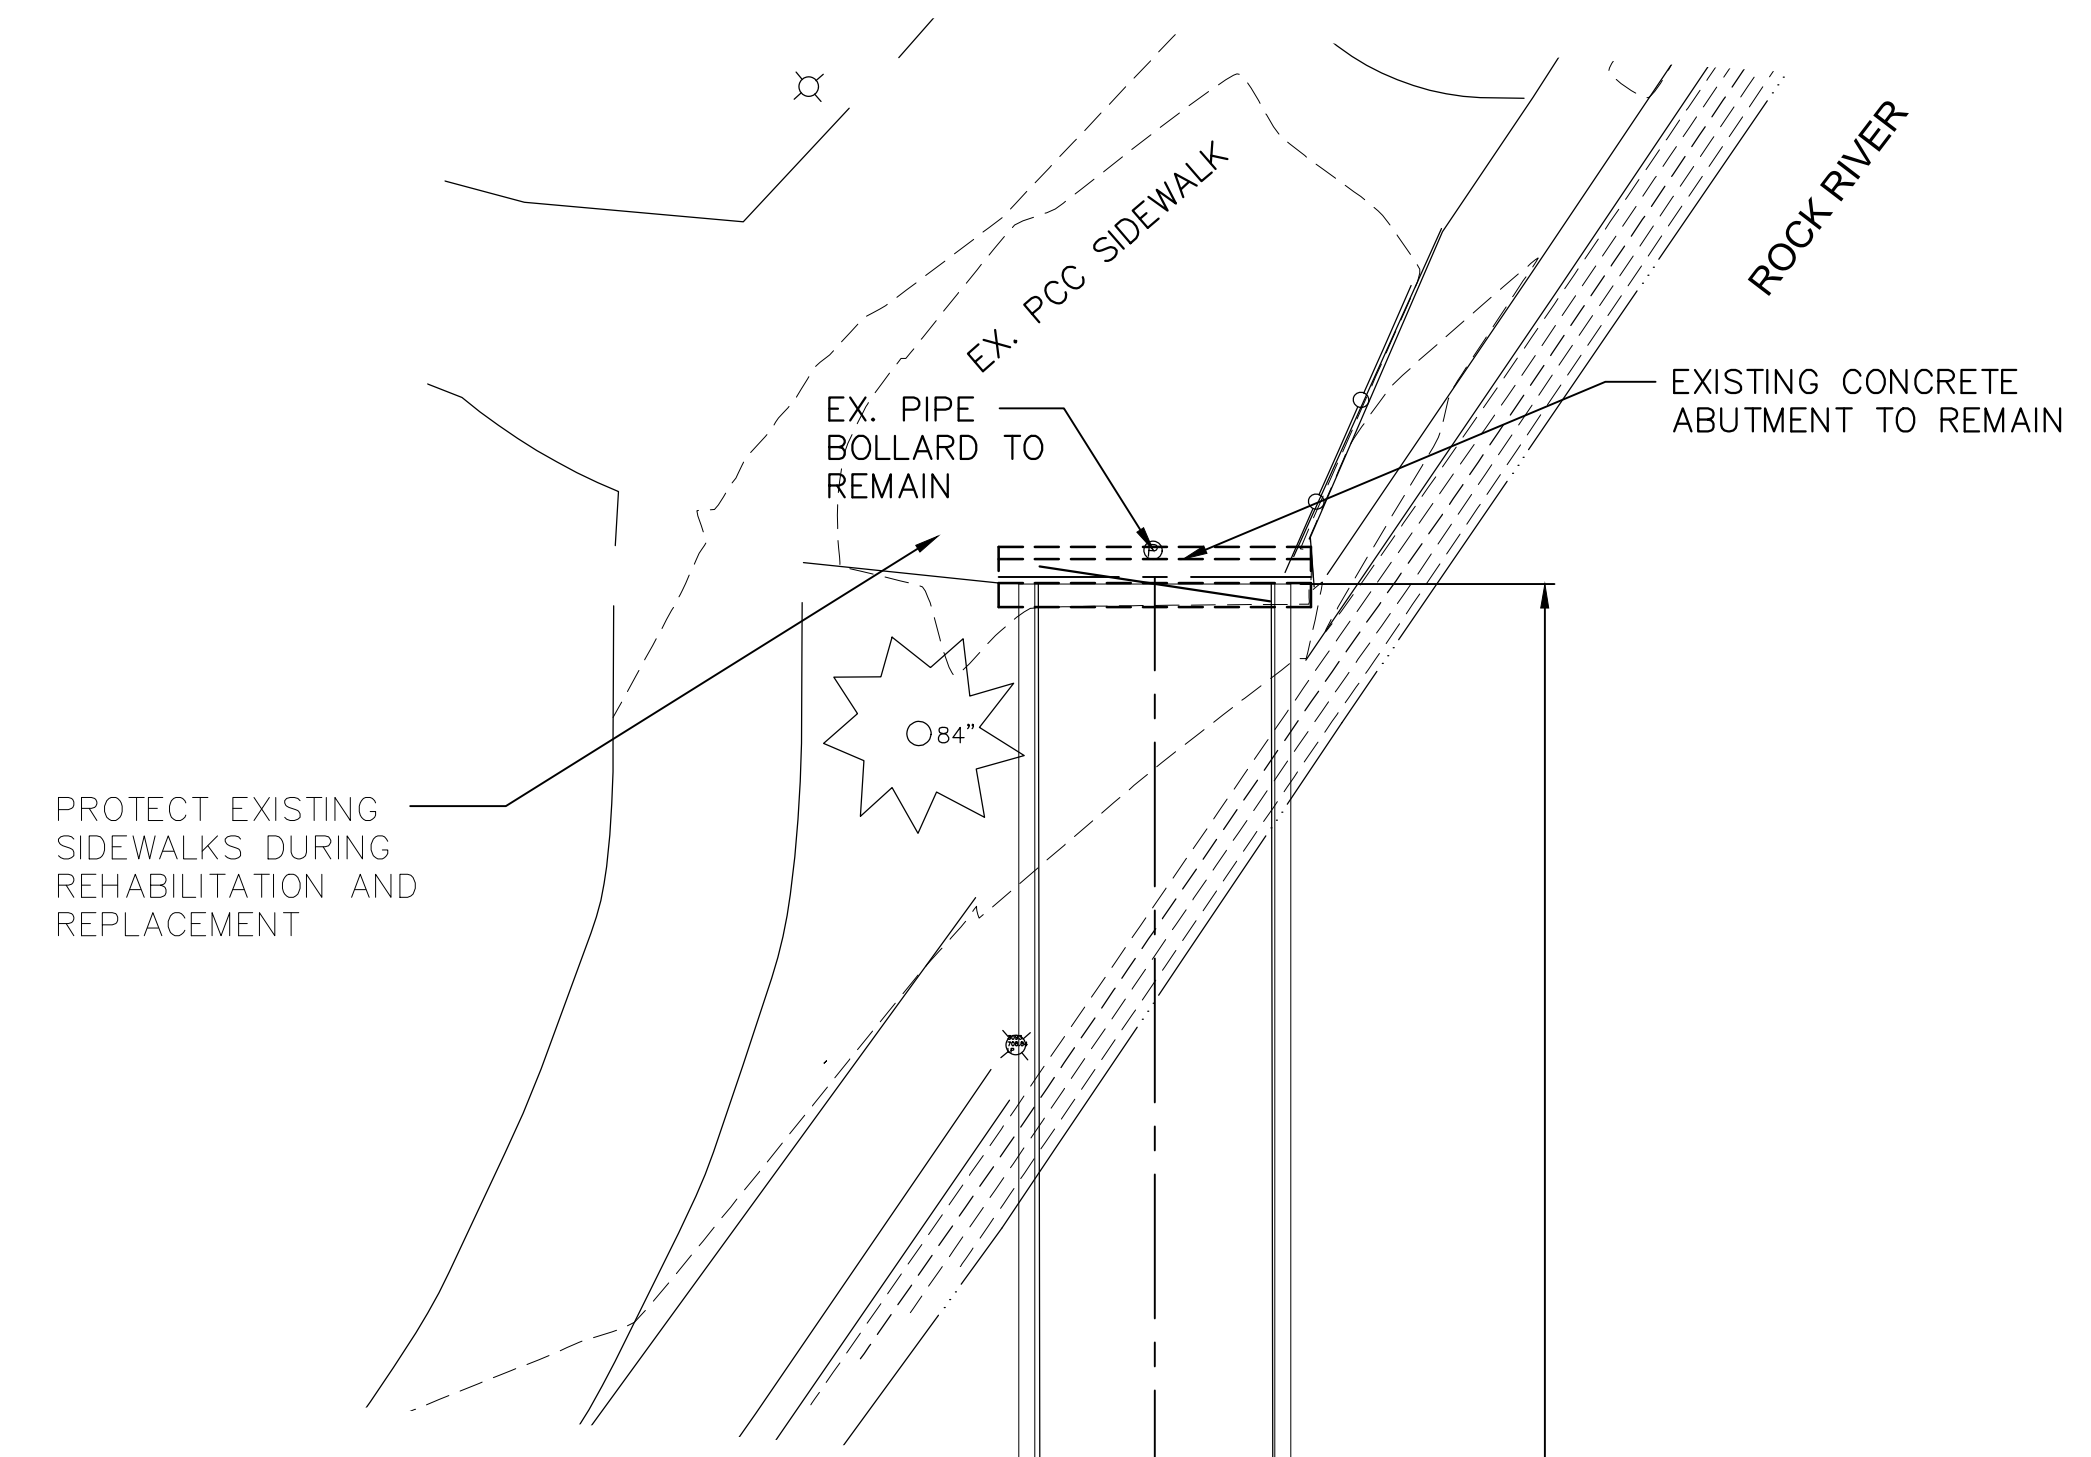 ROCK RIVER
EX. PCC SIDEWALK
EX. PIPE
BOLLARD TO
REMAIN
EXISTING CONCRETE
ABUTMENT TO REMAIN
84"
PROTECT EXISTING
SIDEWALKS DURING
REHABILITATION AND
REPLACEMENT